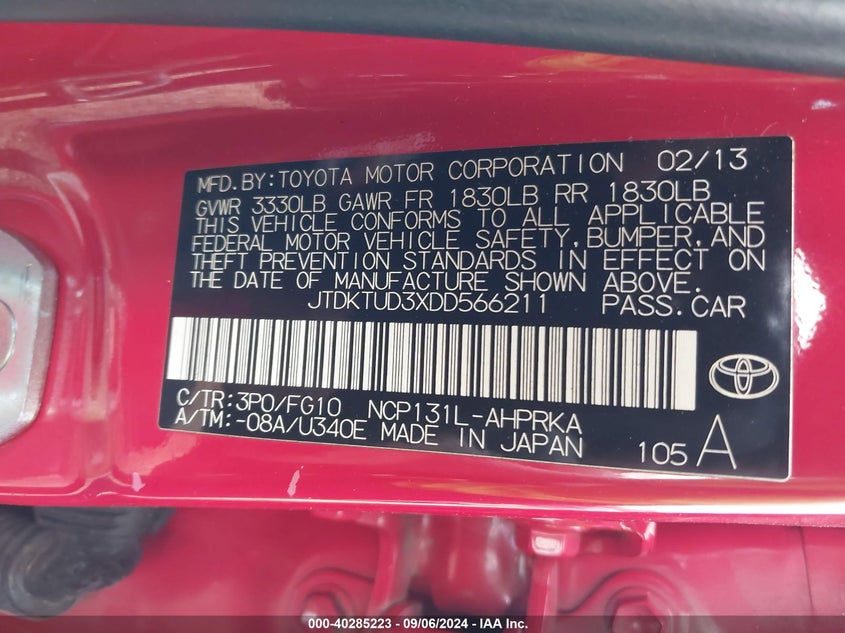 MFD.BY:TOYOTA MOTOR CORPORATION 02/13
GVWR 3330LB GAWR FR 1830LB RR 1830LB
THIS VEHICLE CONFORMS TO ALL APPLICABLE
FEDERAL MOTOR VEHICLE SAFETY,BUMPER,AND
THEFT PREVENTION STANDARDS IN EFFECT ON
THE DATE OF MANUFACTURE SHOWN ABOVE.
JTDKTUD3XDD566211 PASS.CAR
C/TR:3P0/FG10 NCP131L-AHPRKA
A/TM:-08A/U340E MADE IN JAPAN
105 A
000-40285223 - 09/06/2024 - IAA Inc.